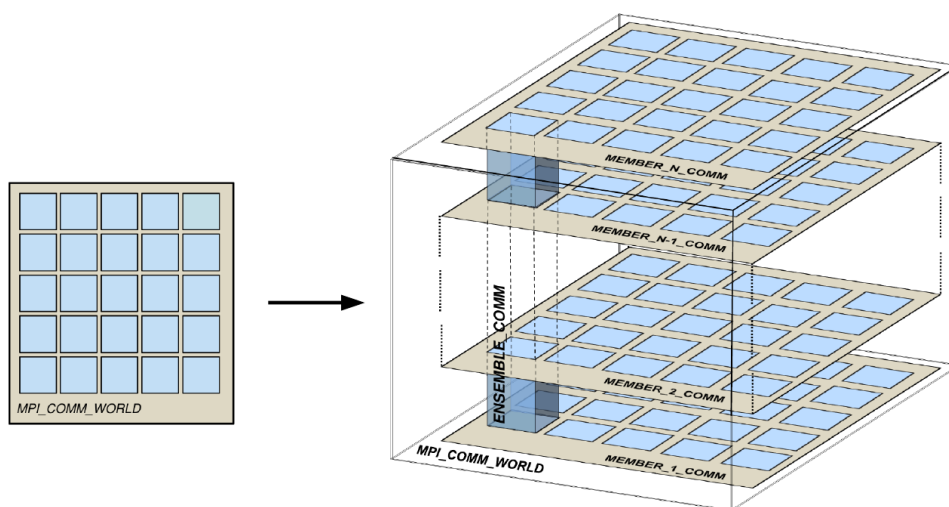 MPI_COMM_WORLD
MEMBER_N_COMM
MEMBER_N-1_COMM
ENSEMBLE_COMM
MEMBER_2_COMM
MPI_COMM_WORLD
MEMBER_1_COMM